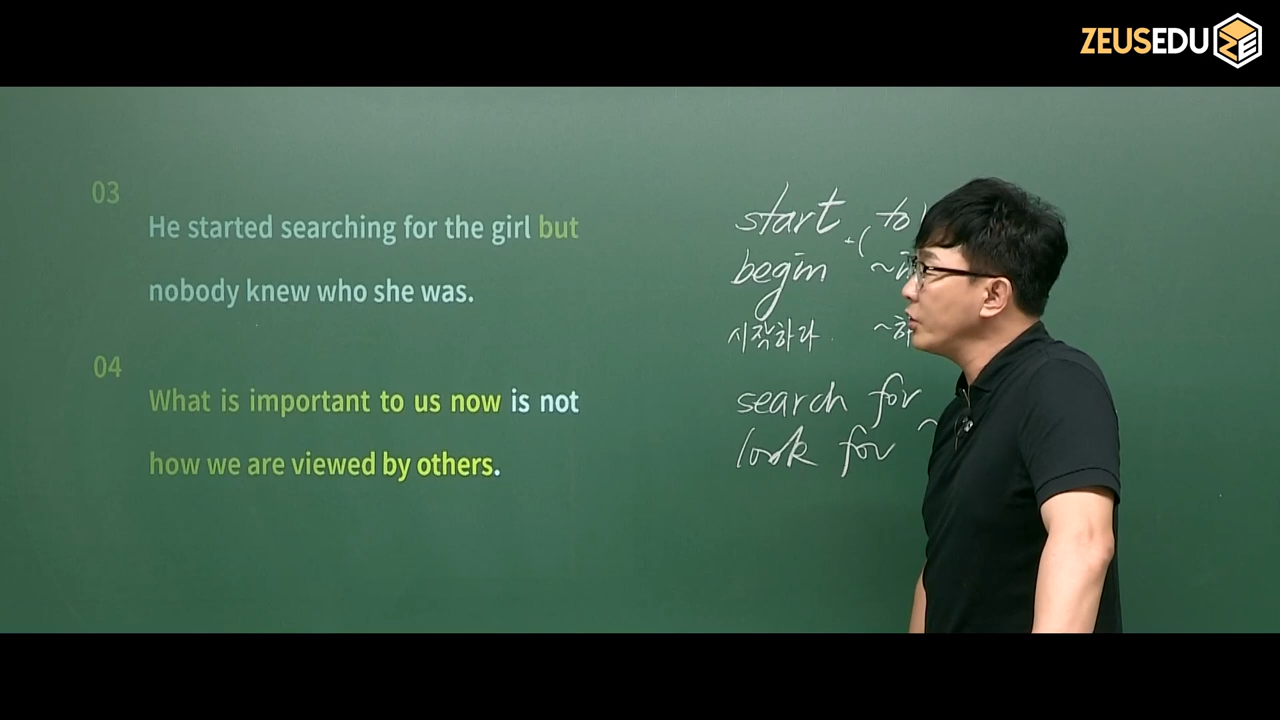 ZEUSEDU
03
He started searching for the girl but
nobody knew who she was.
04
What is important to us now is not
how we are viewed by others.
start
begin
시작하라
search for
look for